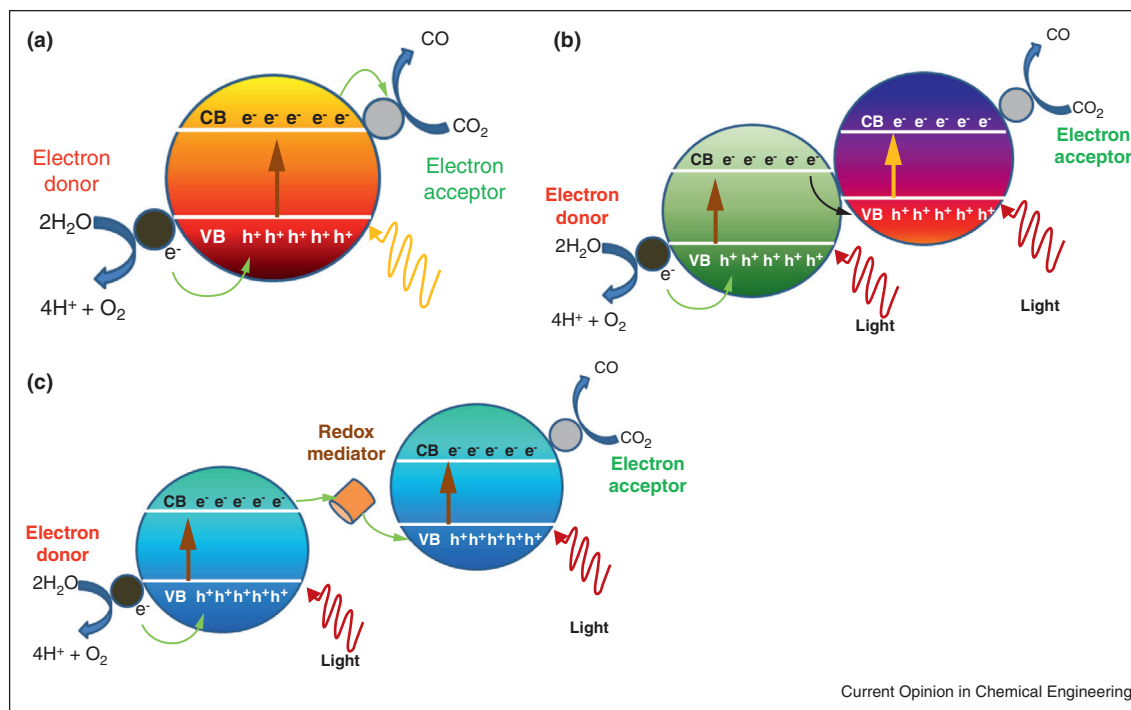 (a)
CO
CB e⁻ e⁻ e⁻ e⁻ e⁻
CO₂
Electron
donor
Electron
acceptor
2H₂O
VB h⁺ h⁺ h⁺ h⁺ h⁺
e⁻
4H⁺ + O₂
(b)
CO
CB e⁻ e⁻ e⁻ e⁻ e⁻
CO₂
Electron
acceptor
CB e⁻ e⁻ e⁻ e⁻ e⁻
Electron
donor
VB h⁺ h⁺ h⁺ h⁺ h⁺
2H₂O
VB h⁺ h⁺ h⁺ h⁺ h⁺
e⁻
4H⁺ + O₂
Light
Light
(c)
CO
Redox
mediator
CB e⁻ e⁻ e⁻ e⁻ e⁻
CO₂
Electron
acceptor
CB e⁻ e⁻ e⁻ e⁻ e⁻
Electron
donor
VB h⁺ h⁺ h⁺ h⁺ h⁺
2H₂O
VB h⁺ h⁺ h⁺ h⁺ h⁺
e⁻
4H⁺ + O₂
Light
Light
Current Opinion in Chemical Engineering